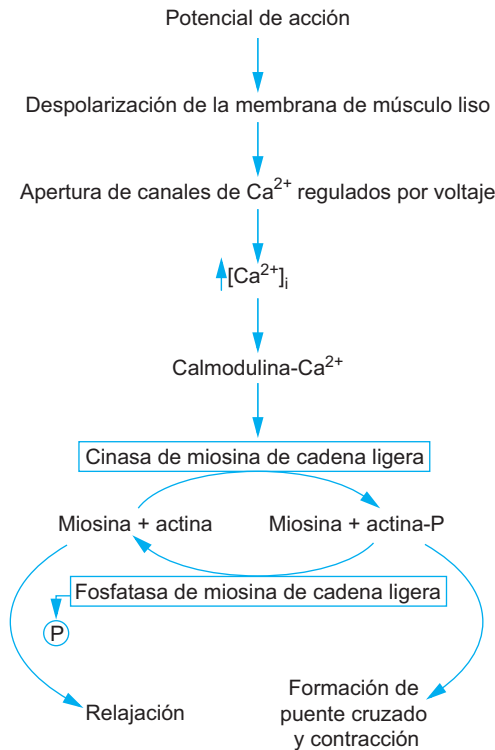 Potencial de acción
Despolarización de la membrana de músculo liso
Apertura de canales de Ca²⁺ regulados por voltaje
[Ca²⁺]ᵢ
Calmodulina-Ca²⁺
Cinasa de miosina de cadena ligera
Miosina + actina
Miosina + actina-P
Fosfatasa de miosina de cadena ligera
P
Relajación
Formación de
puente cruzado
y contracción